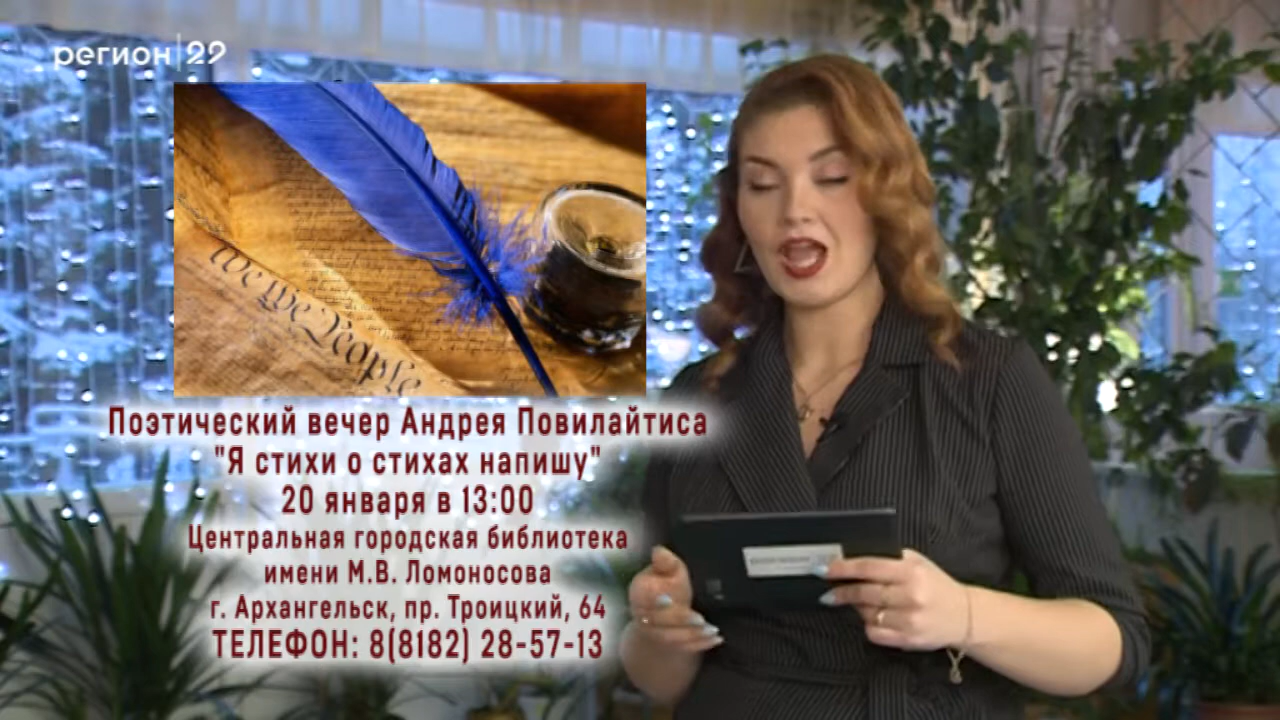 регион|29
We the People
Поэтический вечер Андрея Повилайтиса
"Я стихи о стихах напишу"
20 января в 13:00
Центральная городская библиотека
имени М.В. Ломоносова
г. Архангельск, пр. Троицкий, 64
ТЕЛЕФОН: 8(8182) 28-57-13